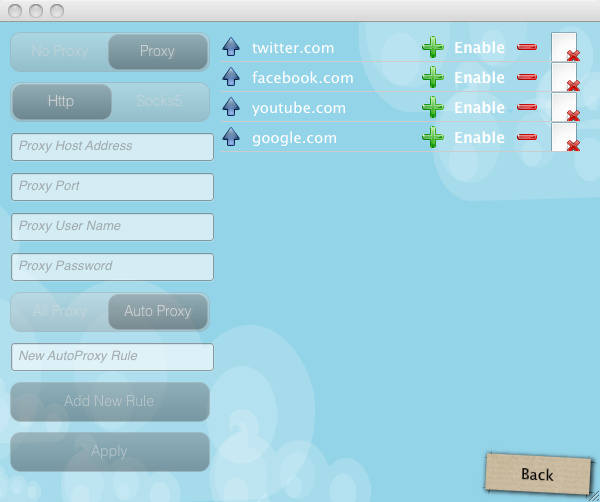 No Proxy Proxy
Http Socks5
Proxy Host Address
Proxy Port
Proxy User Name
Proxy Password
All Proxy Auto Proxy
New AutoProxy Rule
Add New Rule
Apply
twitter.com Enable
facebook.com Enable
youtube.com Enable
google.com Enable
Back